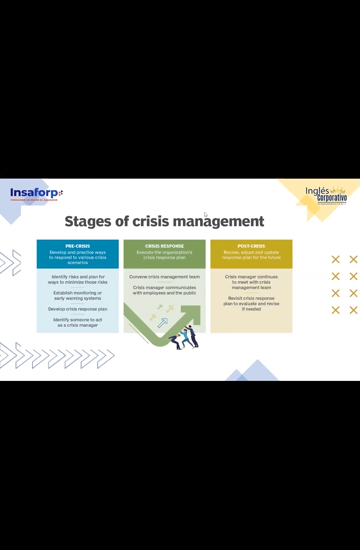 Insaforp
Inglés
Corporativo
Stages of crisis management
PRE-CRISIS
Develop and practice ways
to respond to various crisis
scenarios
Identify risks and plan for
ways to minimize those risks
Establish monitoring or
early warning systems
Develop crisis response plan
Identify someone to act
as a crisis manager
CRISIS RESPONSE
Execute the organization's
crisis response plan
Convene crisis management team
Crisis manager communicates
with employees and the public
POST-CRISIS
Review, adjust and update
response plan for the future
Crisis manager continues
to meet with crisis
management team
Revisit crisis response
plan to evaluate and revise
if needed